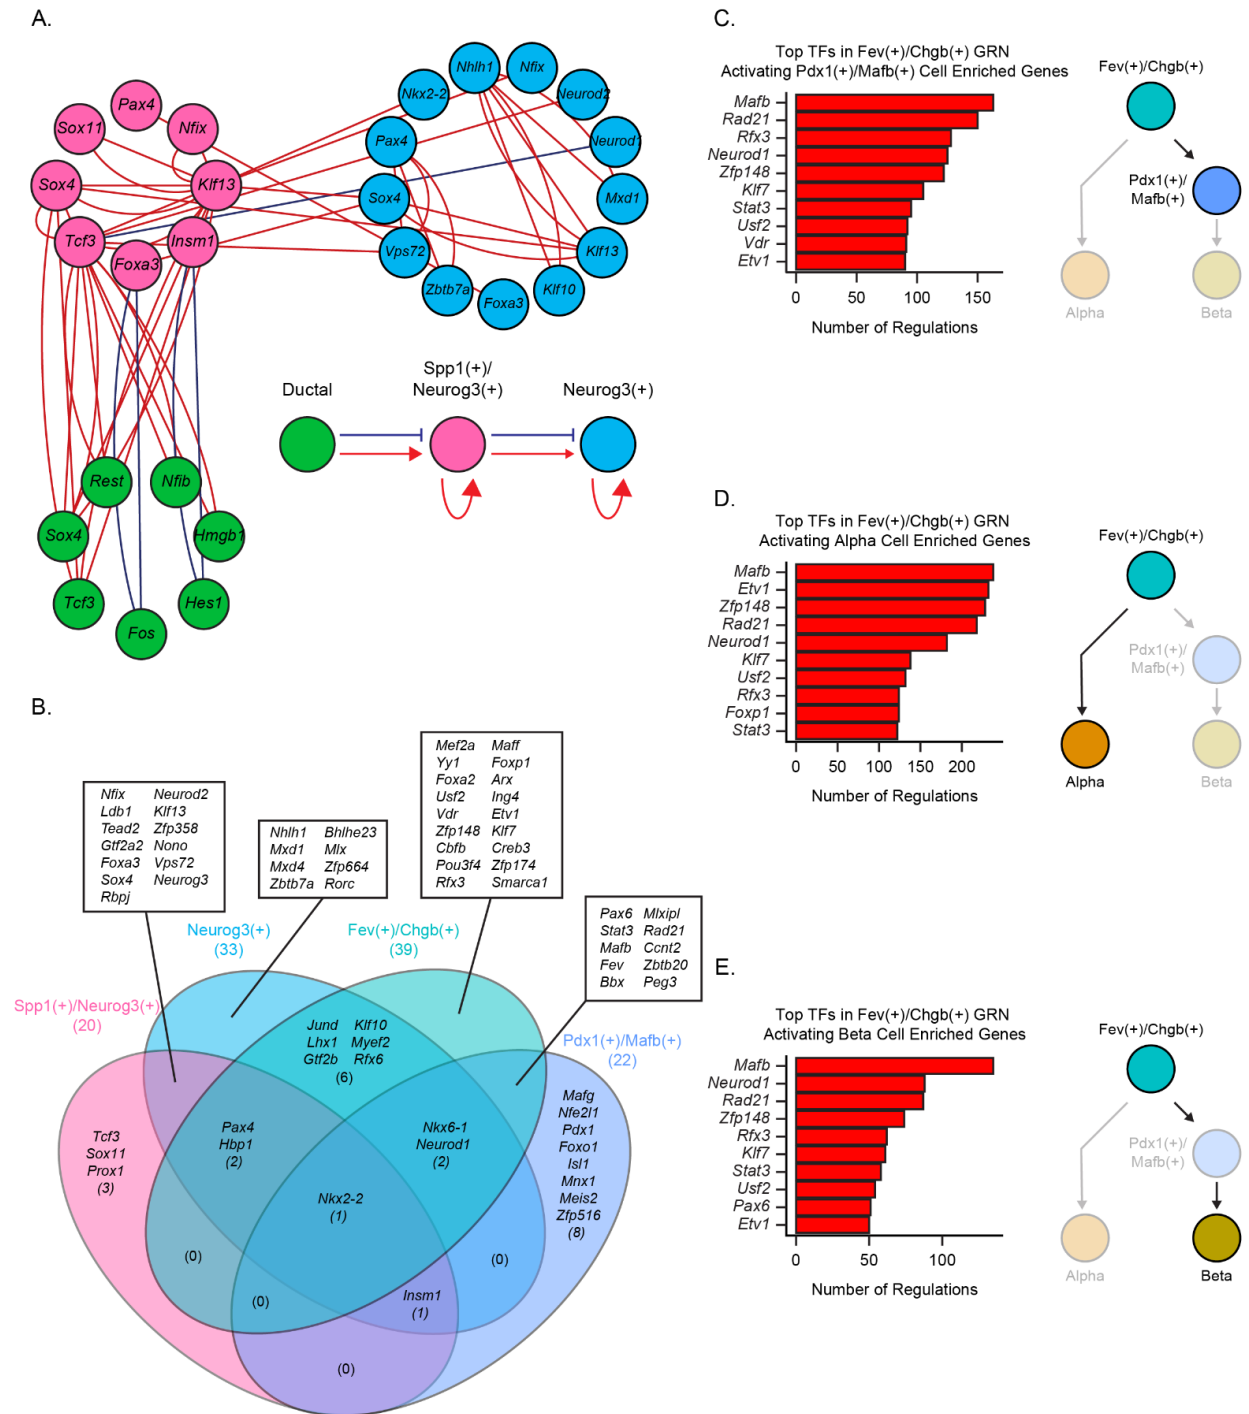 A.
Pax4
Sox11
Nfix
Sox4
Klf13
Tcf3
Insm1
Foxa3
Nhlh1
Nfix
Nkx2-2
Neurod2
Pax4
Neurod1
Sox4
Mxd1
Vps72
Klf13
Zbtb7a
Foxa3
Klf10
Rest
Nfib
Sox4
Hmgb1
Tcf3
Hes1
Fos
Ductal
Spp1(+)/
Neurog3(+)
Neurog3(+)
B.
Nfix Neurod2
Ldb1 Klf13
Tead2 Zfp358
Gtf2a2 Nono
Foxa3 Vps72
Sox4 Neurog3
Rbpj
Nhlh1 Bhlhe23
Mxd1 Mlx
Mxd4 Zfp664
Zbtb7a Rorc
Mef2a Maff
Yy1 Foxp1
Foxa2 Arx
Usf2 Ing4
Vdr Etv1
Zfp148 Klf7
Cbfb Creb3
Pou3f4 Zfp174
Rfx3 Smarca1
Pax6 Mlxipl
Stat3 Rad21
Mafb Ccnt2
Fev Zbtb20
Bbx Peg3
Neurog3(+)
(33)
Fev(+)/Chgb(+)
(39)
Spp1(+)/Neurog3(+)
(20)
Pdx1(+)/Mafb(+)
(22)
Jund Klf10
Lhx1 Myef2
Gtf2b Rfx6
(6)
Tcf3
Sox11
Prox1
(3)
Pax4
Hbp1
(2)
Nkx6-1
Neurod1
(2)
Nkx2-2
(1)
Mafg
Nfe2l1
Pdx1
Foxo1
Isl1
Mnx1
Meis2
Zfp516
(8)
(0)
(0)
(0)
Insm1
(1)
(0)
C.
Top TFs in Fev(+)/Chgb(+) GRN
Activating Pdx1(+)/Mafb(+) Cell Enriched Genes
Mafb
Rad21
Rfx3
Neurod1
Zfp148
Klf7
Stat3
Usf2
Vdr
Etv1
0 50 100 150
Number of Regulations
Fev(+)/Chgb(+)
Pdx1(+)/
Mafb(+)
Alpha
Beta
D.
Top TFs in Fev(+)/Chgb(+) GRN
Activating Alpha Cell Enriched Genes
Mafb
Etv1
Zfp148
Rad21
Neurod1
Klf7
Usf2
Rfx3
Foxp1
Stat3
0 50 100 150 200
Number of Regulations
Fev(+)/Chgb(+)
Pdx1(+)/
Mafb(+)
Alpha
Beta
E.
Top TFs in Fev(+)/Chgb(+) GRN
Activating Beta Cell Enriched Genes
Mafb
Neurod1
Rad21
Zfp148
Rfx3
Klf7
Stat3
Usf2
Pax6
Etv1
0 50 100
Number of Regulations
Fev(+)/Chgb(+)
Pdx1(+)/
Mafb(+)
Alpha
Beta